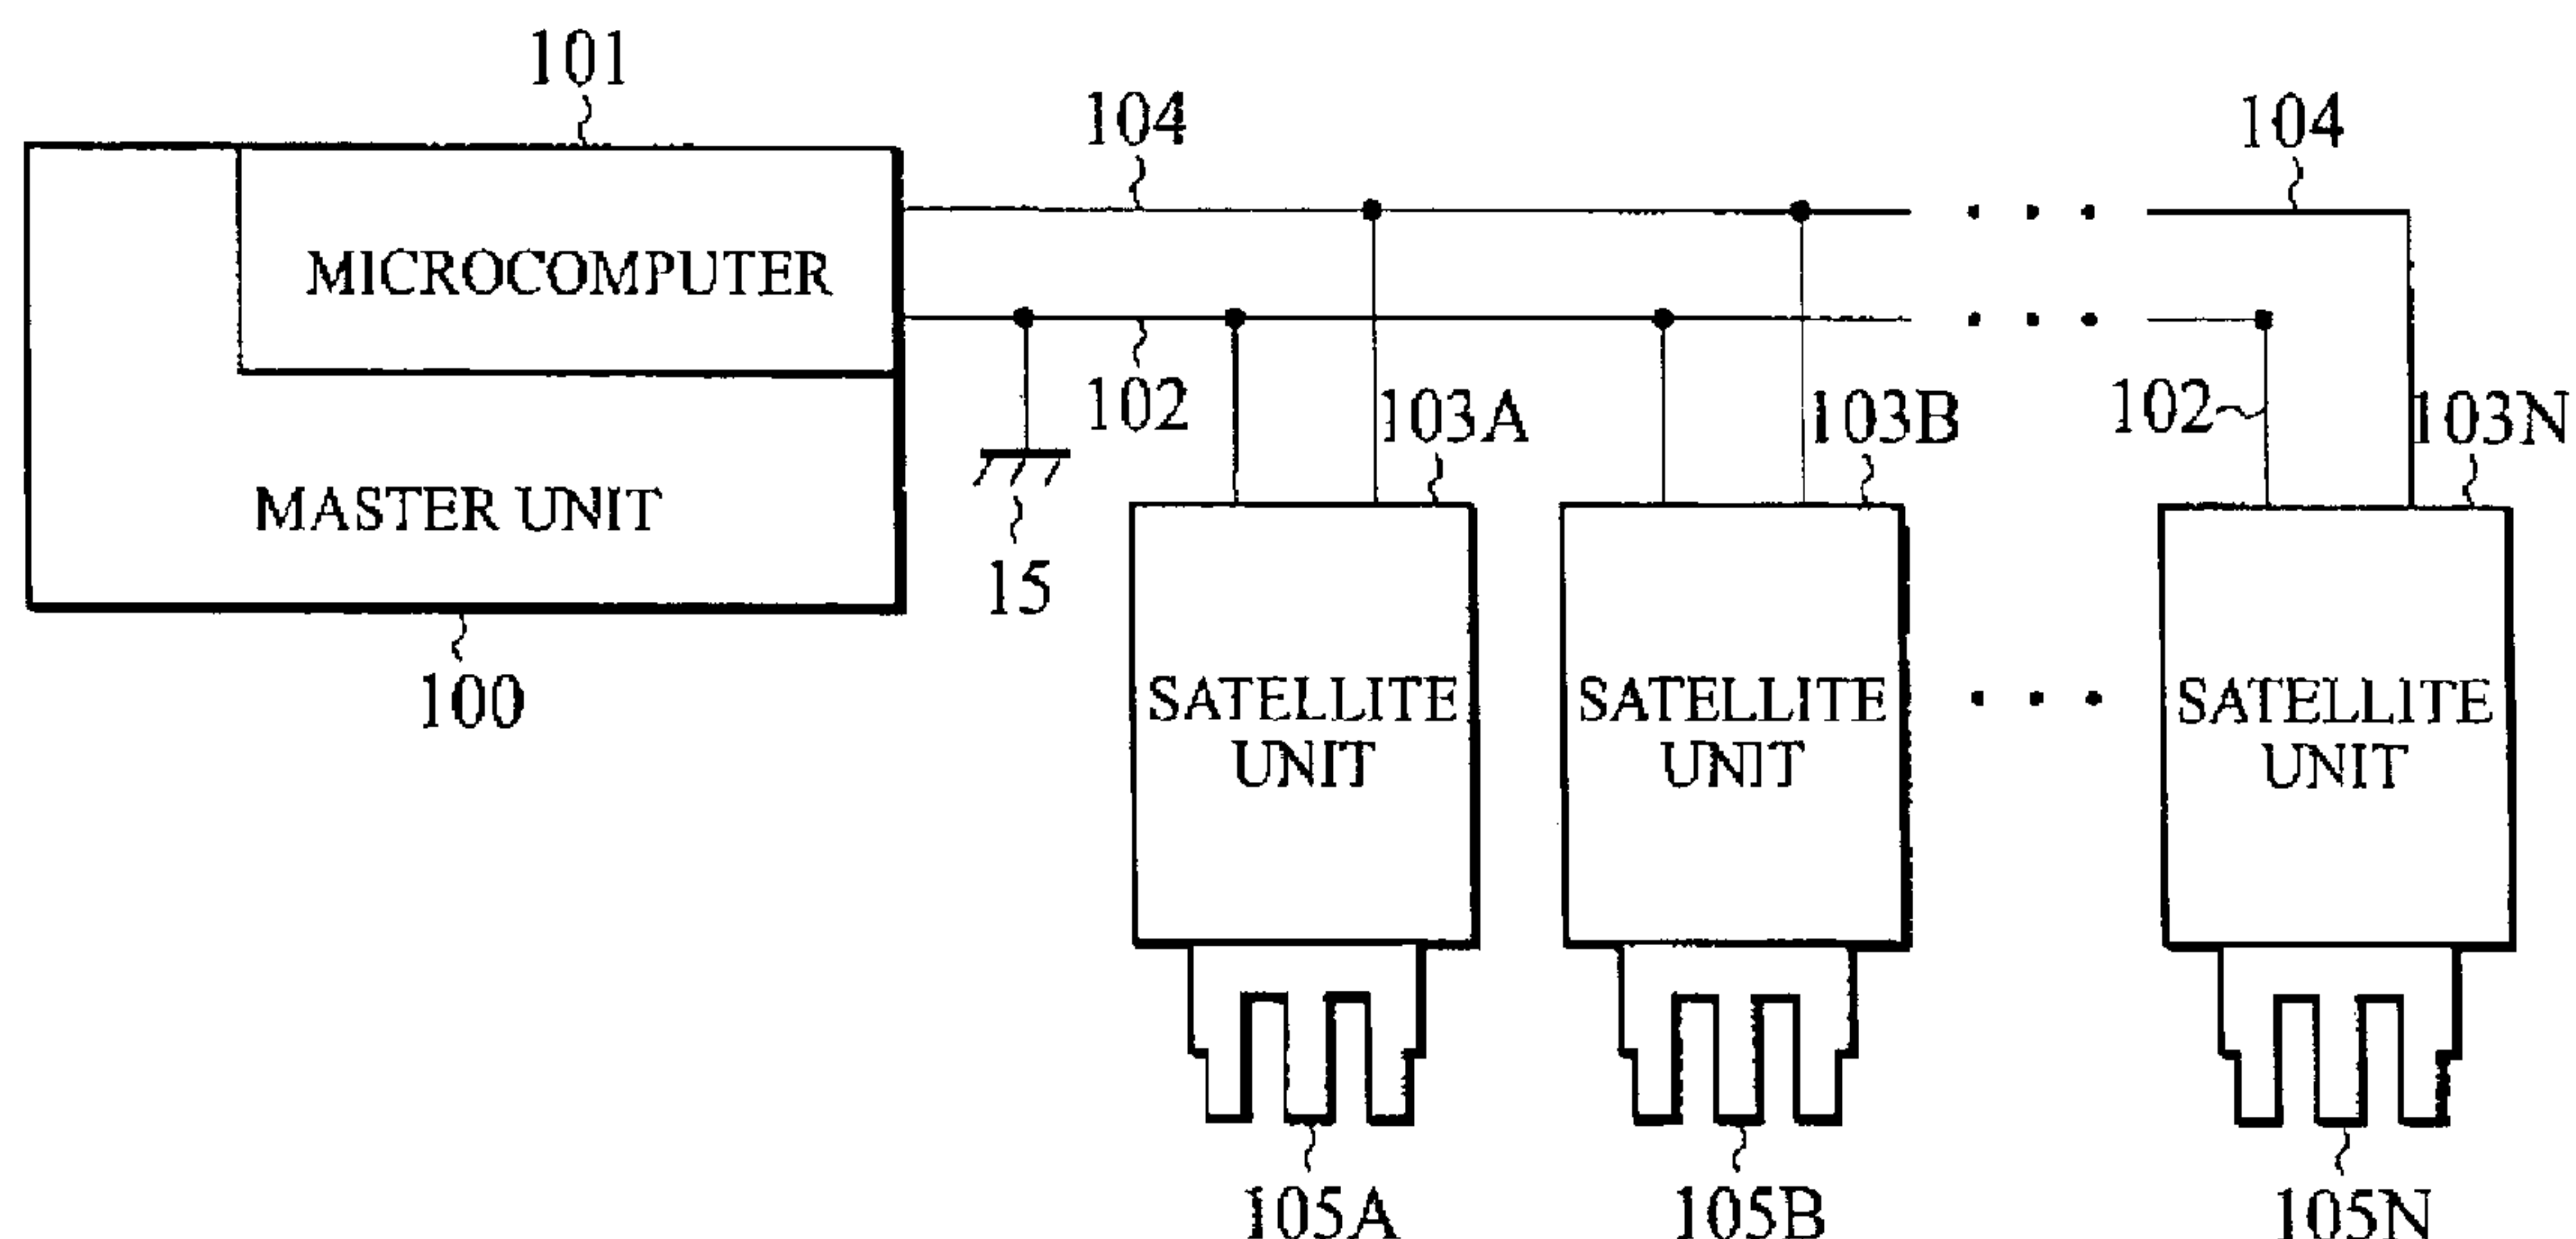 101
104
104
MICROCOMPUTER
102
103A
103B
102
103N
MASTER UNIT
15
100
SATELLITE
UNIT
SATELLITE
UNIT
SATELLITE
UNIT
105A
105B
105N